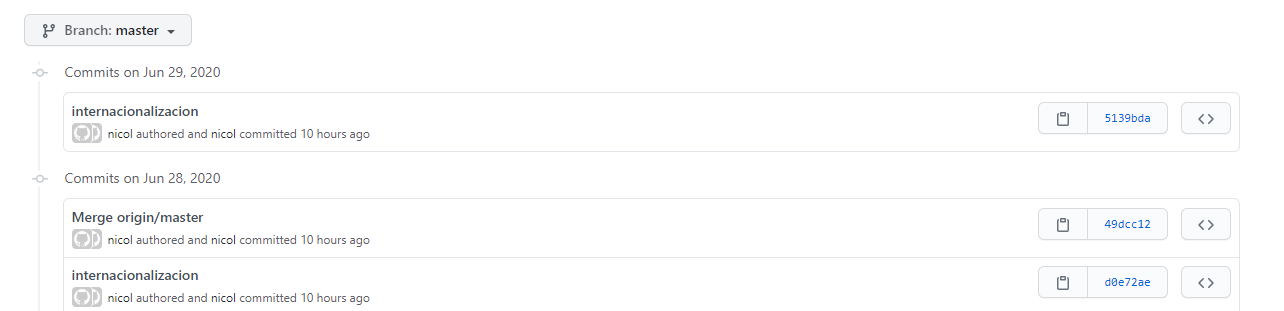 Branch: master
Commits on Jun 29, 2020
internacionalizacion
5139bda
nicol authored and nicol committed 10 hours ago
Commits on Jun 28, 2020
Merge origin/master
49dcc12
nicol authored and nicol committed 10 hours ago
internacionalizacion
d0e72ae
nicol authored and nicol committed 10 hours ago